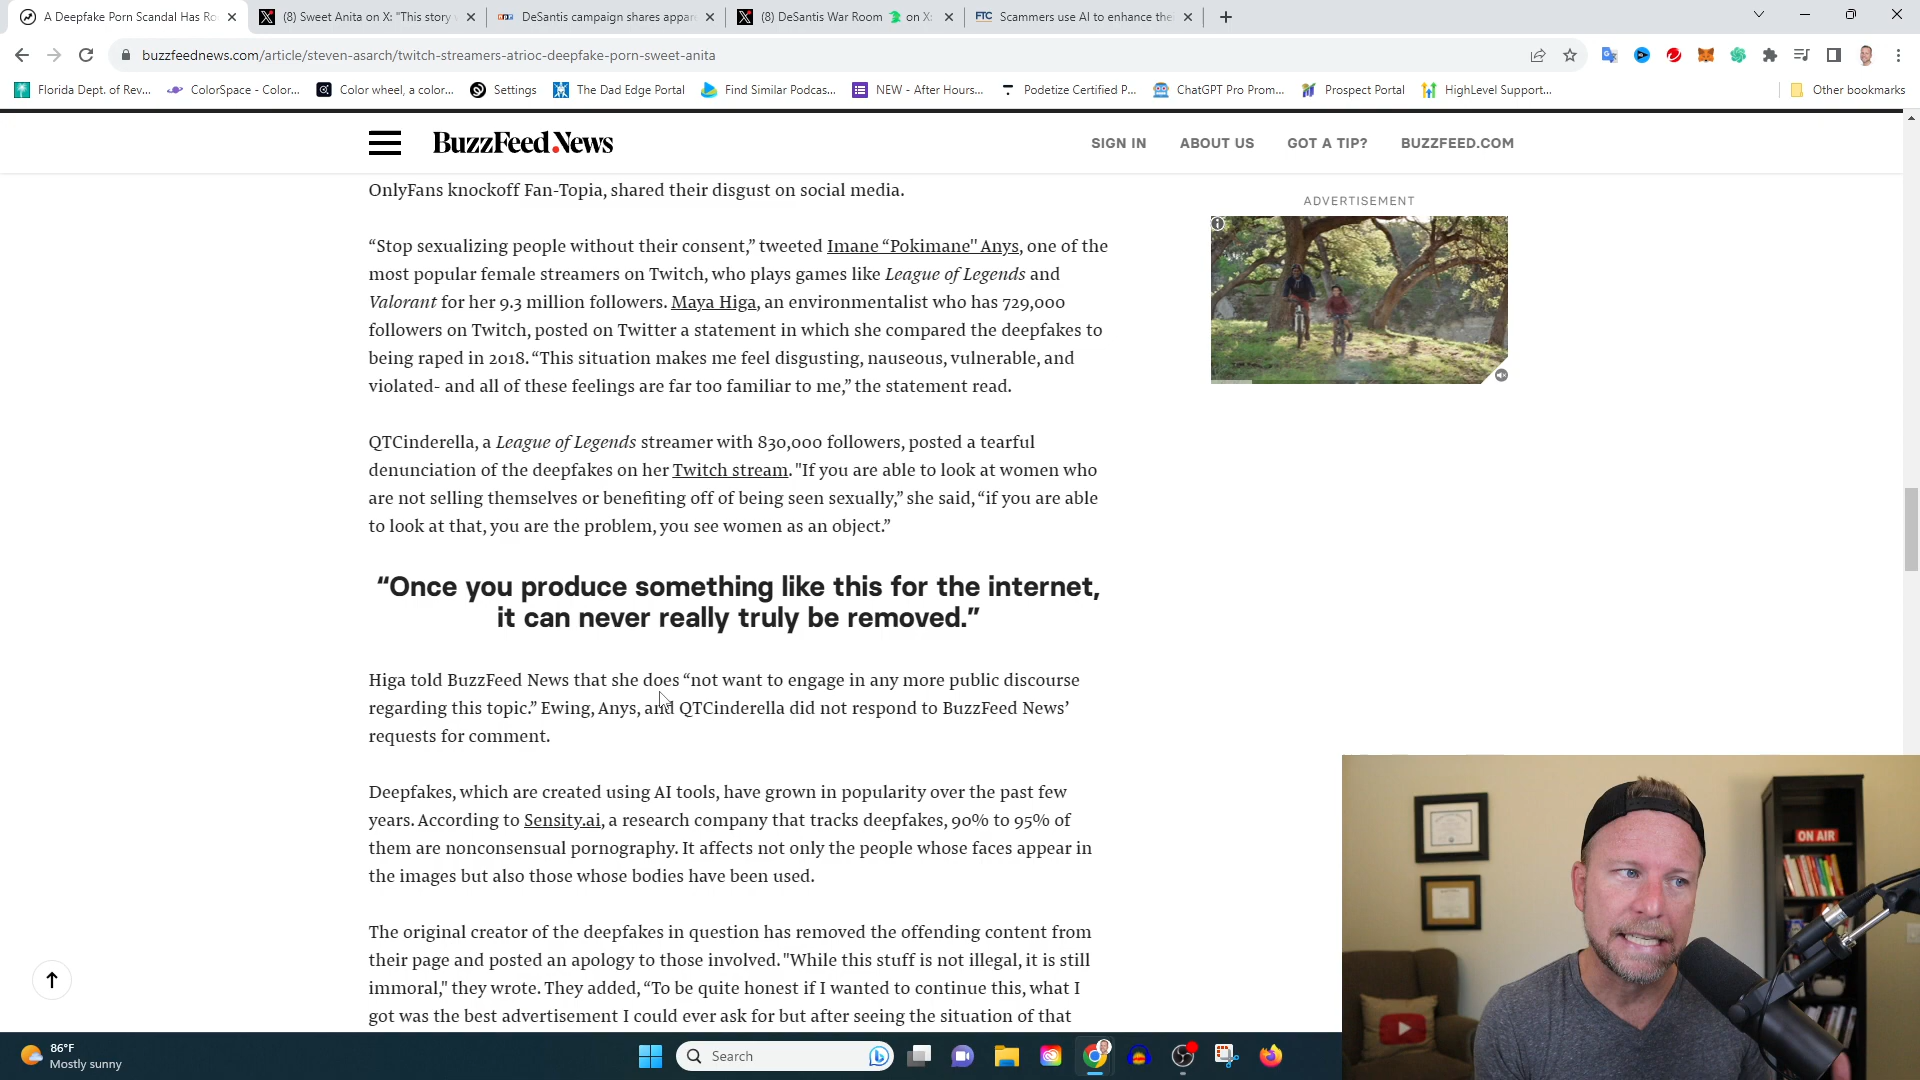 A Deepfake Porn Scandal Has Ro
(8) Sweet Anita on X: "This story
DeSantis campaign shares appar
(8) DeSantis War Room on X:
FTC Scammers use AI to enhance the
buzzfeednews.com/article/steven-asarch/twitch-streamers-atrioc-deepfake-porn-sweet-anita
Florida Dept. of Rev... ColorSpace - Color... Color wheel, a color... Settings The Dad Edge Portal Find Similar Podcas... NEW - After Hours... Podetize Certified P... ChatGPT Pro Prom... Prospect Portal HighLevel Support... Other bookmarks
BuzzFeed News SIGN IN ABOUT US GOT A TIP? BUZZFEED.COM
OnlyFans knockoff Fan-Topia, shared their disgust on social media.
ADVERTISEMENT
“Stop sexualizing people without their consent,” tweeted Imane “Pokimane" Anys, one of the
most popular female streamers on Twitch, who plays games like League of Legends and
Valorant for her 9.3 million followers. Maya Higa, an environmentalist who has 729,000
followers on Twitch, posted on Twitter a statement in which she compared the deepfakes to
being raped in 2018. “This situation makes me feel disgusting, nauseous, vulnerable, and
violated- and all of these feelings are far too familiar to me,” the statement read.
QTCinderella, a League of Legends streamer with 830,000 followers, posted a tearful
denunciation of the deepfakes on her Twitch stream. "If you are able to look at women who
are not selling themselves or benefiting off of being seen sexually,” she said, “if you are able
to look at that, you are the problem, you see women as an object.”
“Once you produce something like this for the internet,
it can never really truly be removed.”
Higa told BuzzFeed News that she does “not want to engage in any more public discourse
regarding this topic.” Ewing, Anys, and QTCinderella did not respond to BuzzFeed News’
requests for comment.
Deepfakes, which are created using AI tools, have grown in popularity over the past few
years. According to Sensity.ai, a research company that tracks deepfakes, 90% to 95% of
them are nonconsensual pornography. It affects not only the people whose faces appear in
the images but also those whose bodies have been used.
The original creator of the deepfakes in question has removed the offending content from
their page and posted an apology to those involved. "While this stuff is not illegal, it is still
immoral," they wrote. They added, “To be quite honest if I wanted to continue this, what I
got was the best advertisement I could ever ask for but after seeing the situation of that
ON AIR
86°F
Mostly sunny
Search